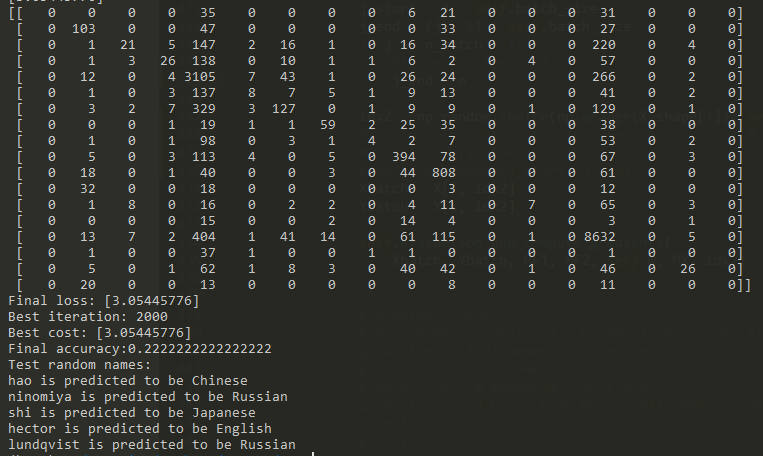 [[   0   0   0   0  35   0   0   0   0   6  21   0   0   0  31   0   0   0]
 [   0 103   0   0  47   0   0   0   0   0  33   0   0   0  27   0   0   0]
 [   0   1  21   5 147   2  16   1   0  16  34   0   0   0 220   0   4   0]
 [   0   1   3  26 138   0  10   1   1   6   2   0   4   0  57   0   0   0]
 [   0  12   0   4 3105   7  43   1   0  26  24   0   0   0 266   0   2   0]
 [   0   1   0   3 137   8   7   5   1   9  13   0   0   0  41   0   2   0]
 [   0   3   2   7 329   3 127   0   1   9   9   0   1   0 129   0   1   0]
 [   0   0   0   1  19   1   1  59   2  25  35   0   0   0  38   0   0   0]
 [   0   1   0   1  98   0   3   1   4   2   7   0   0   0  53   0   2   0]
 [   0   5   0   3 113   4   0   5   0 394  78   0   0   0  67   0   3   0]
 [   0  18   0   1  40   0   0   3   0  44 808   0   0   0  61   0   0   0]
 [   0  32   0   0  18   0   0   0   0   0   3   0   0   0  12   0   0   0]
 [   0   1   8   0  16   0   2   2   0   4  11   0   7   0  65   0   3   0]
 [   0   0   0   0  15   0   0   2   0  14   4   0   0   0   3   0   1   0]
 [   0  13   7   2 404   1  41  14   0  61 115   0   1   0 8632   0   5   0]
 [   0   1   0   0  37   1   0   0   1   1   0   0   0   0   1   0   0   0]
 [   0   5   0   1  62   1   8   3   0  40  42   0   1   0  46   0  26   0]
 [   0  20   0   0  13   0   0   0   0   0   8   0   0   0  11   0   0   0]]
Final loss: [3.05445776]
Best iteration: 2000
Best cost: [3.05445776]
Final accuracy:0.2222222222222222
Test random names:
hao is predicted to be Chinese
ninomiya is predicted to be Russian
shi is predicted to be Japanese
hector is predicted to be English
lundqvist is predicted to be Russian